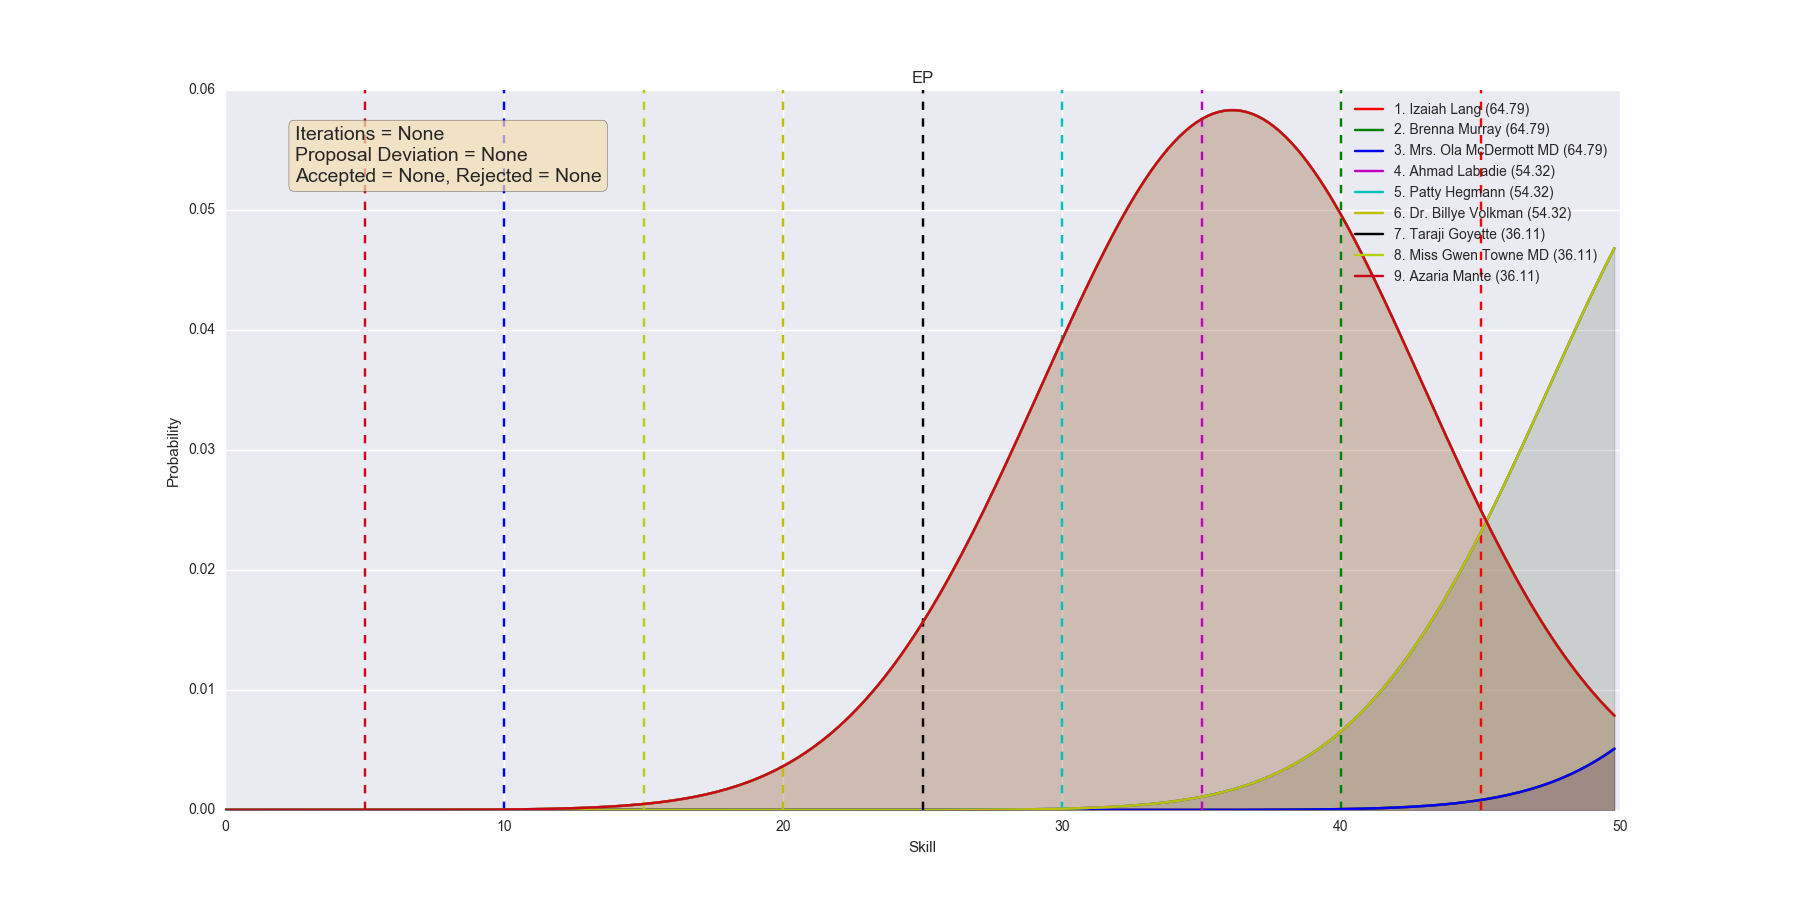 EP
0.06
0.05
0.04
0.03
0.02
0.01
0.00
Probability
Iterations = None
Proposal Deviation = None
Accepted = None, Rejected = None
1. Izaiah Lang (64.79)
2. Brenna Murray (64.79)
3. Mrs. Ola McDermott MD (64.79)
4. Ahmad Labadie (54.32)
5. Patty Hegmann (54.32)
6. Dr. Billye Volkman (54.32)
7. Taraji Goyette (36.11)
8. Miss Gwen Towne MD (36.11)
9. Azaria Mante (36.11)
0 10 20 30 40 50
Skill